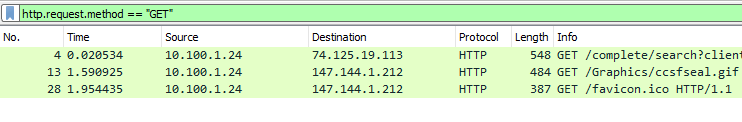 http.request.method == "GET"
No. Time Source Destination Protocol Length Info
4 0.020534 10.100.1.24 74.125.19.113 HTTP 548 GET /complete/search?client
13 1.590925 10.100.1.24 147.144.1.212 HTTP 484 GET /Graphics/ccsfseal.gif
28 1.954435 10.100.1.24 147.144.1.212 HTTP 387 GET /favicon.ico HTTP/1.1